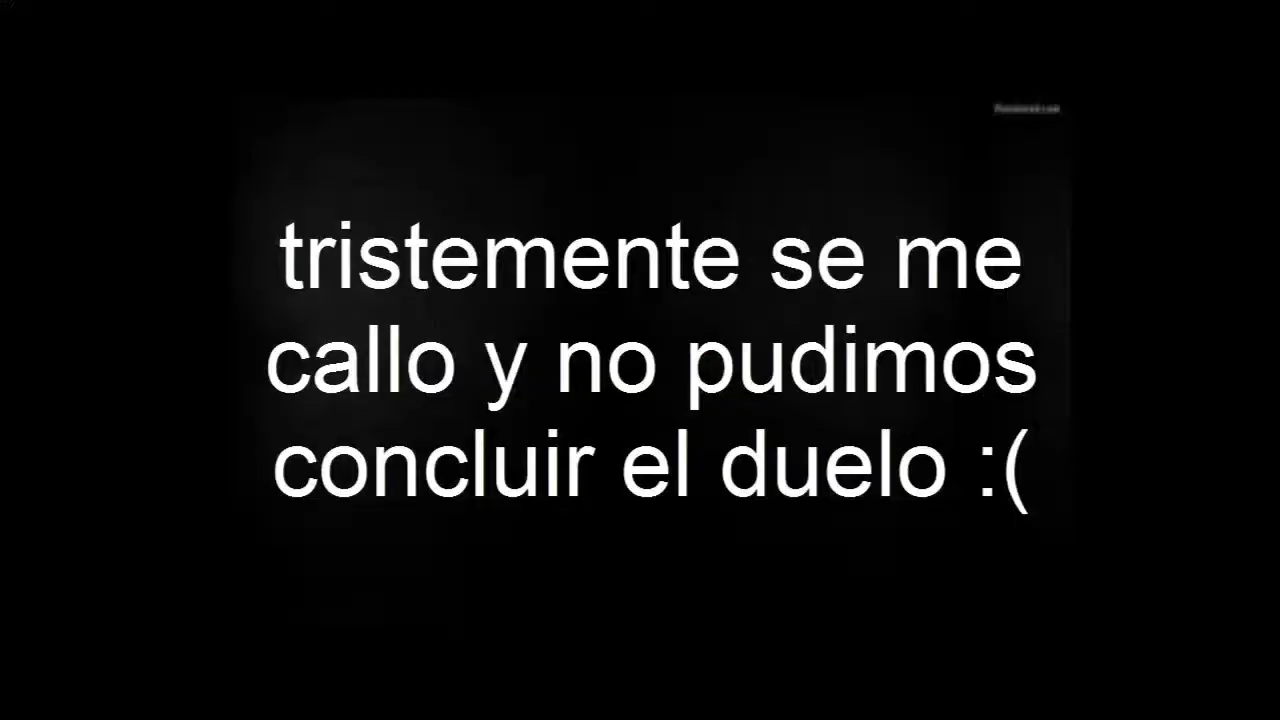 tristemente se me
callo y no pudimos
concluir el duelo :(